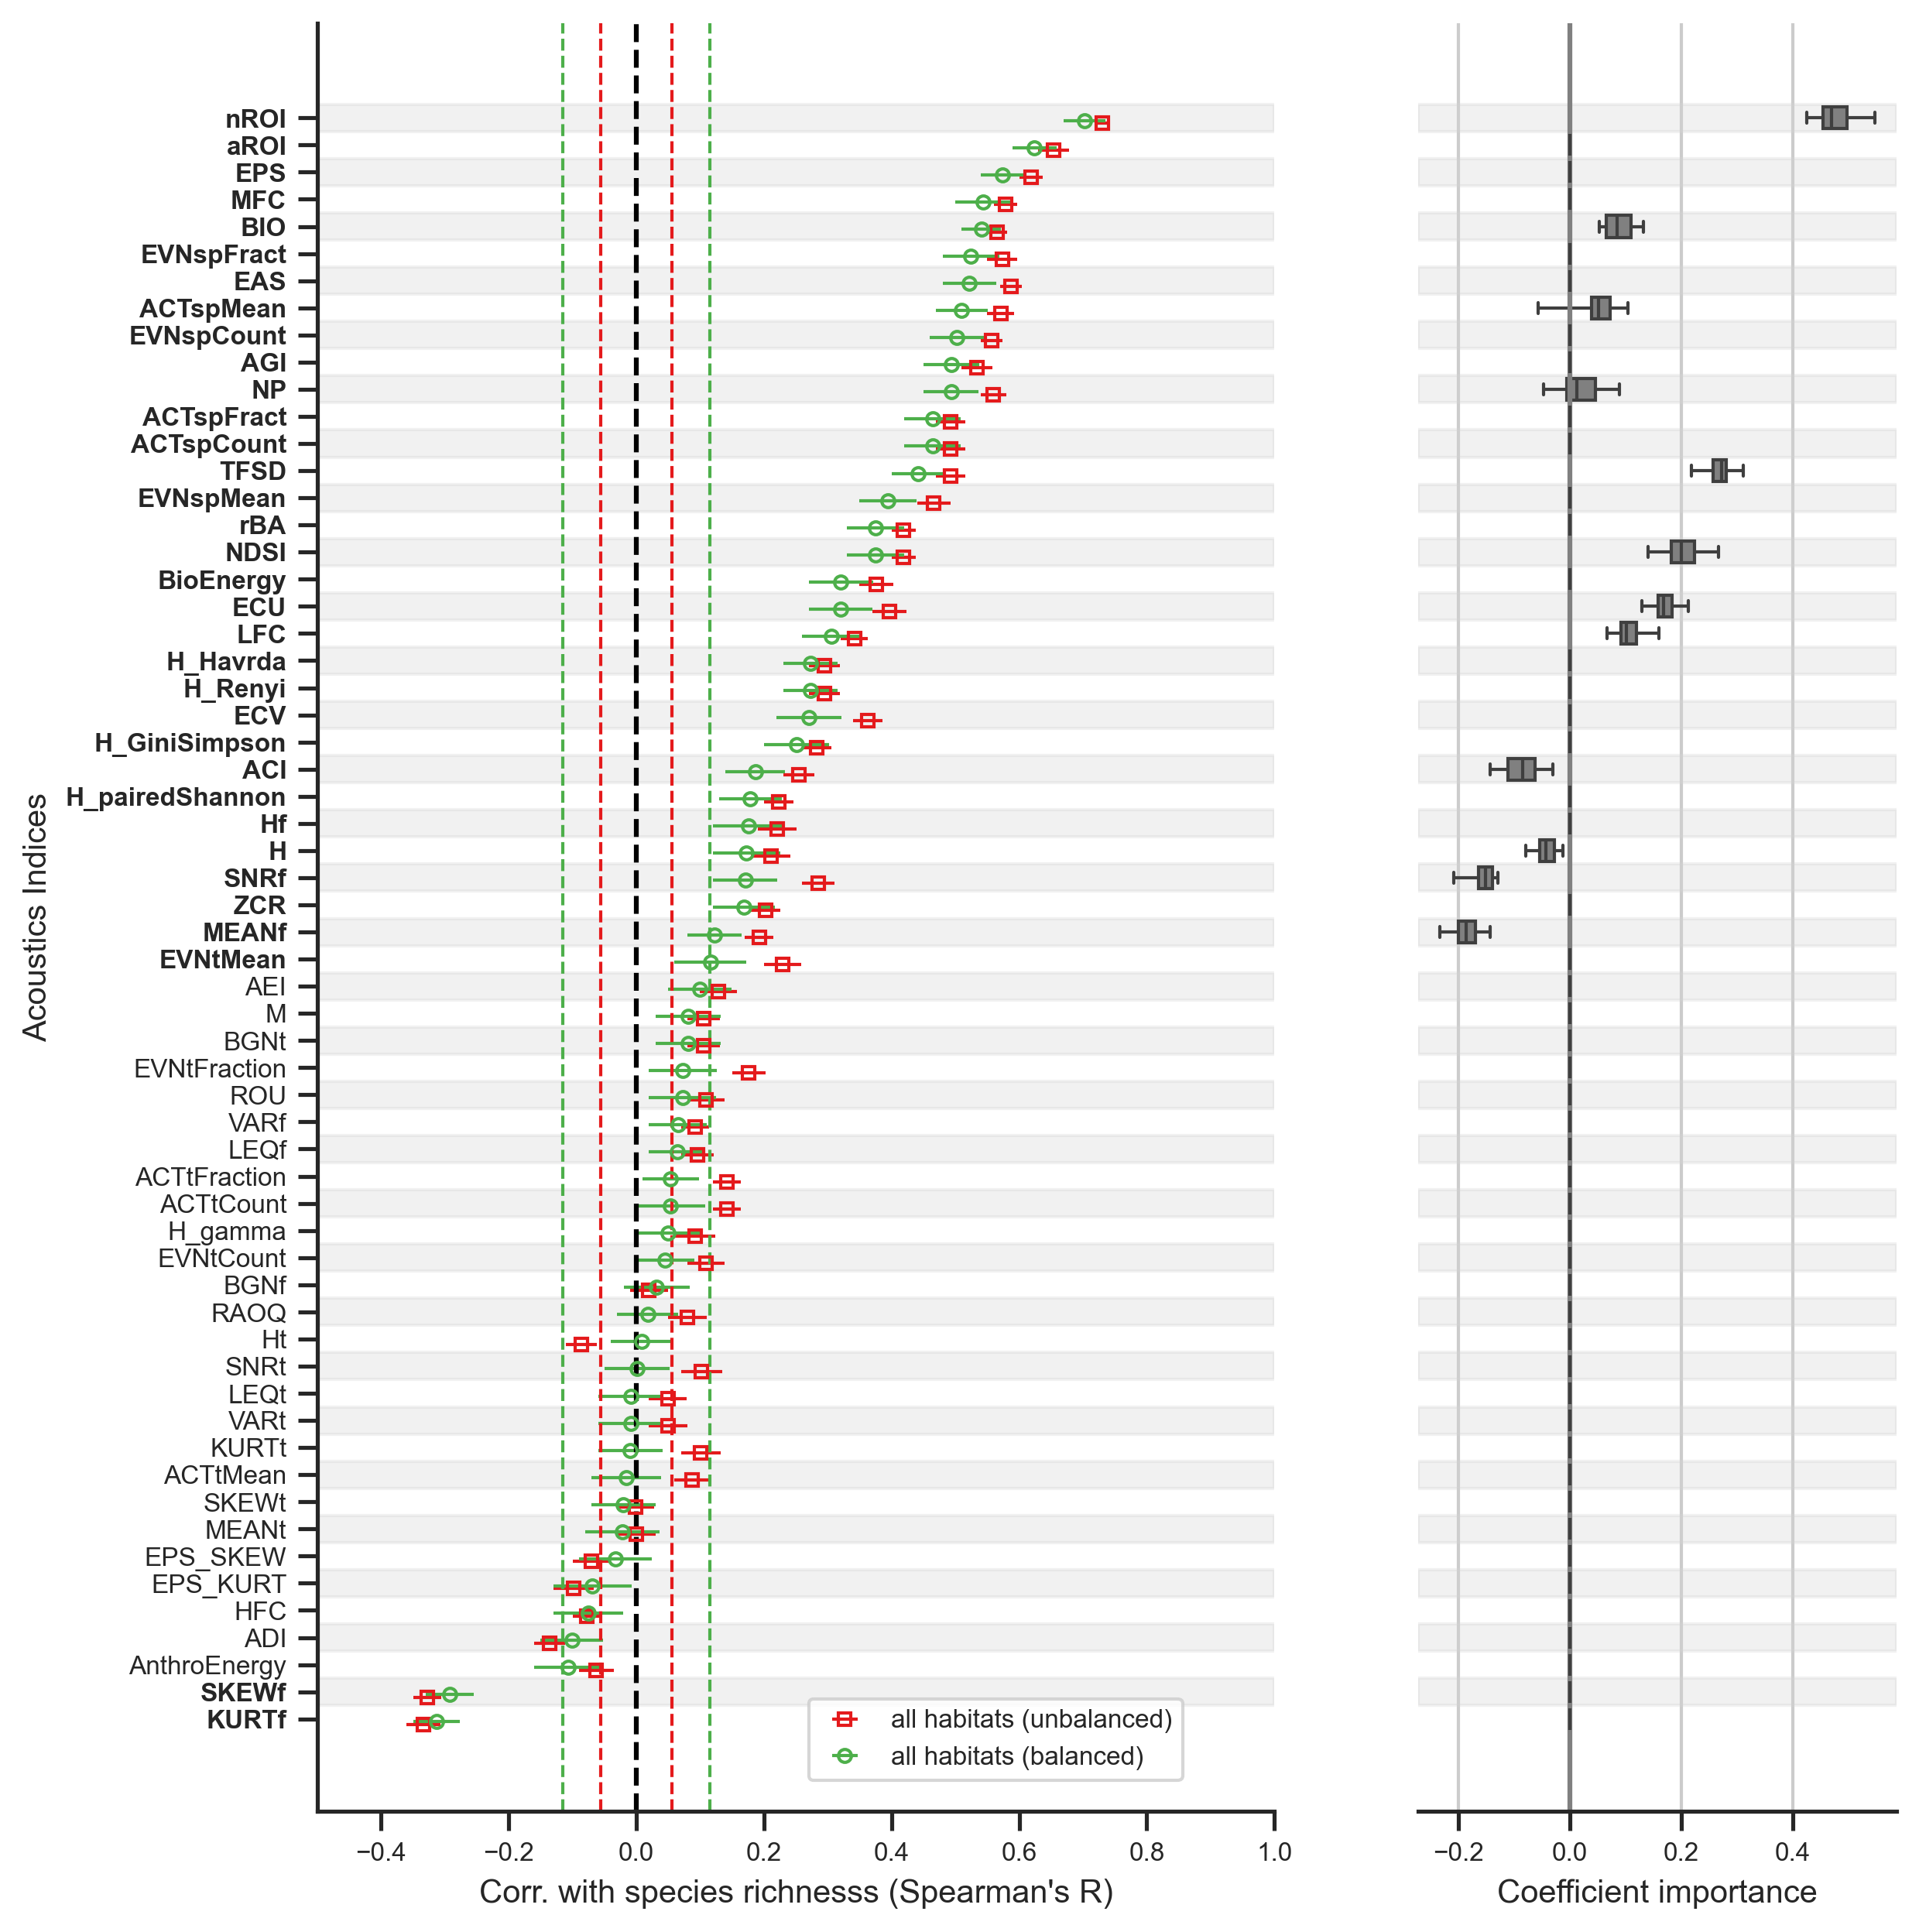 nROI
aROI
EPS
MFC
BIO
EVNspFract
EAS
ACTspMean
EVNspCount
AGI
NP
ACTspFract
ACTspCount
TFSD
EVNspMean
rBA
NDSI
BioEnergy
ECU
LFC
H_Havrda
H_Renyi
ECV
H_GiniSimpson
ACI
H_pairedShannon
Hf
H
SNRf
ZCR
MEANf
EVNtMean
AEI
M
BGNt
EVNtFraction
ROU
VARf
LEQf
ACTtFraction
ACTtCount
H_gamma
EVNtCount
BGNf
RAOQ
Ht
SNRt
LEQt
VARt
KURTt
ACTtMean
SKEWt
MEANt
EPS_SKEW
EPS_KURT
HFC
ADI
AnthroEnergy
SKEWf
KURTf
Acoustics Indices
all habitats (unbalanced)
all habitats (balanced)
−0.4 −0.2 0.0 0.2 0.4 0.6 0.8 1.0
Corr. with species richnesss (Spearman's R)
−0.2 0.0 0.2 0.4
Coefficient importance